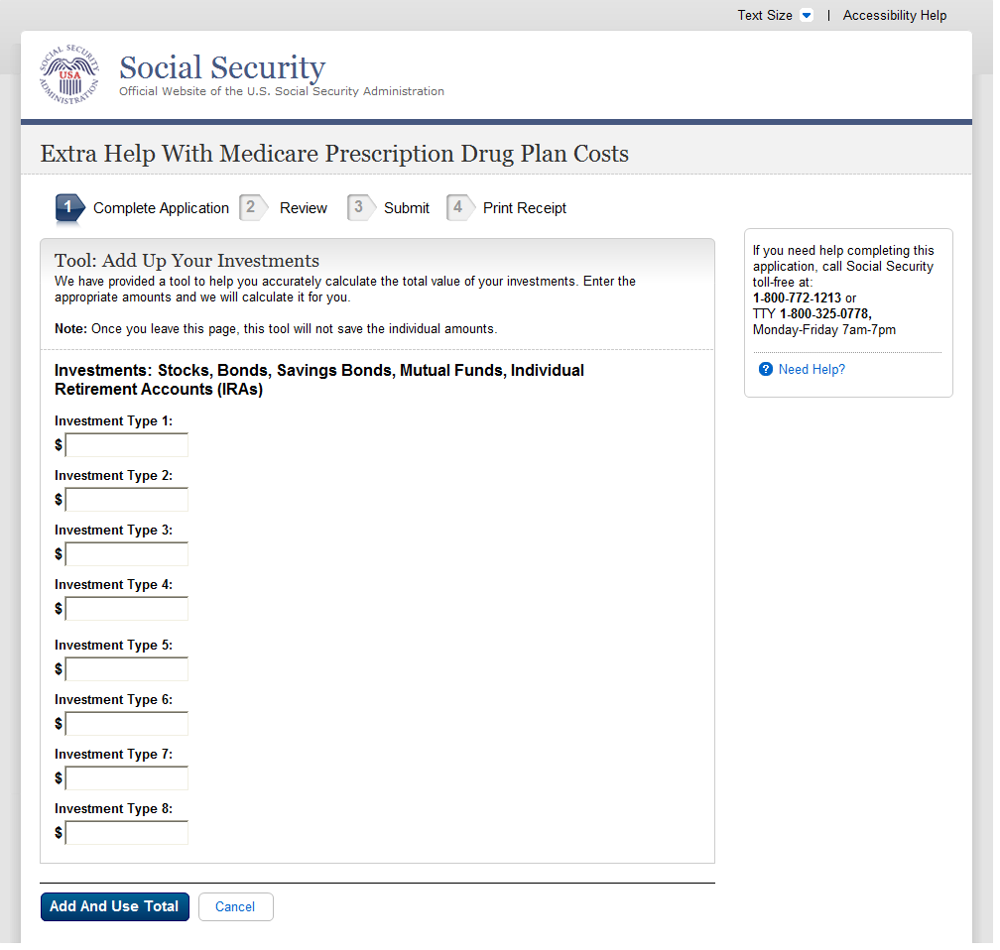 Text Size | Accessibility Help
SOCIAL SECURITY ADMINISTRATION
USA
Social Security
Official Website of the U.S. Social Security Administration
Extra Help With Medicare Prescription Drug Plan Costs
1 Complete Application 2 Review 3 Submit 4 Print Receipt
Tool: Add Up Your Investments
We have provided a tool to help you accurately calculate the total value of your investments. Enter the
appropriate amounts and we will calculate it for you.
Note: Once you leave this page, this tool will not save the individual amounts.
Investments: Stocks, Bonds, Savings Bonds, Mutual Funds, Individual
Retirement Accounts (IRAs)
Investment Type 1:
$
Investment Type 2:
$
Investment Type 3:
$
Investment Type 4:
$
Investment Type 5:
$
Investment Type 6:
$
Investment Type 7:
$
Investment Type 8:
$
Add And Use Total Cancel
If you need help completing this
application, call Social Security
toll-free at:
1-800-772-1213 or
TTY 1-800-325-0778,
Monday-Friday 7am-7pm
? Need Help?